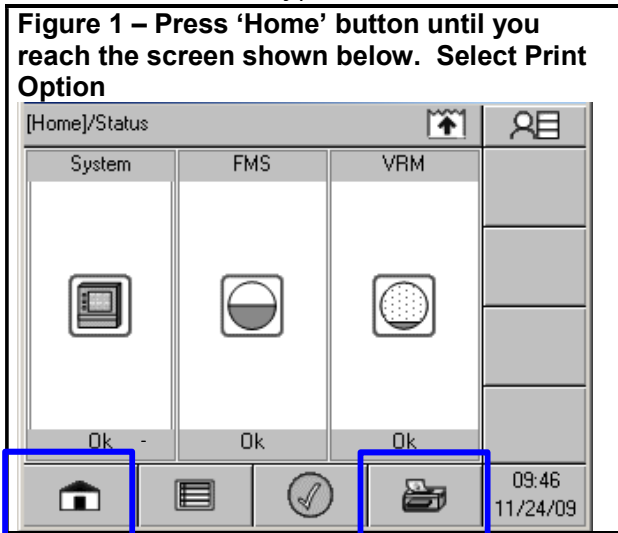 Figure 1 – Press ‘Home’ button until you
reach the screen shown below.  Select Print
Option
[Home]/Status
System FMS VRM
Ok - Ok Ok
09:46
11/24/09